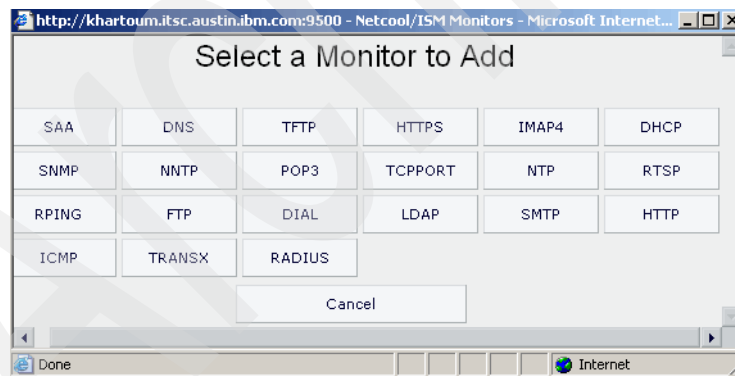 http://khartoum.itsc.austin.ibm.com:9500 - Netcool/ISM Monitors - Microsoft Internet...
Select a Monitor to Add
SAA DNS TFTP HTTPS IMAP4 DHCP
SNMP NNTP POP3 TCPPORT NTP RTSP
RPING FTP DIAL LDAP SMTP HTTP
ICMP TRANSX RADIUS
Cancel
Done Internet